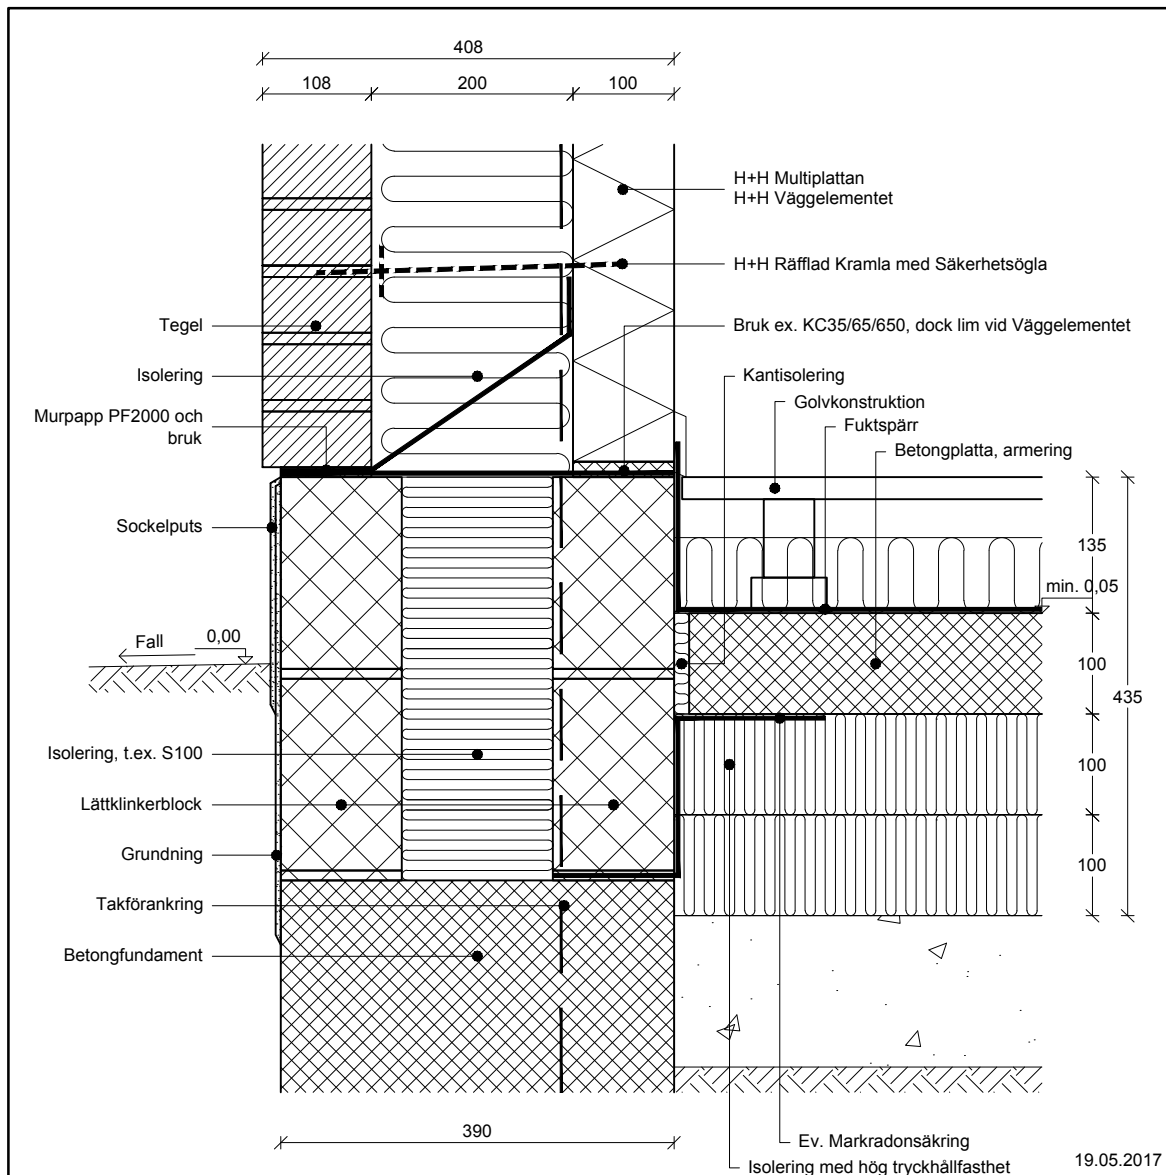 408
108
200
100
H+H Multiplattan
H+H Väggelementet
H+H Räfflad Kramla med Säkerhetsögla
Tegel
Bruk ex. KC35/65/650, dock lim vid Väggelementet
Isolering
Kantisolering
Golvkonstruktion
Murpapp PF2000 och
bruk
Fuktspärr
Betongplatta, armering
Sockelputs
135
min. 0,05
Fall
0,00
100
435
Isolering, t.ex. S100
100
Lättklinkerblock
Grundning
100
Takförankring
Betongfundament
390
Ev. Markradonsäkring
Isolering med hög tryckhållfasthet
19.05.2017